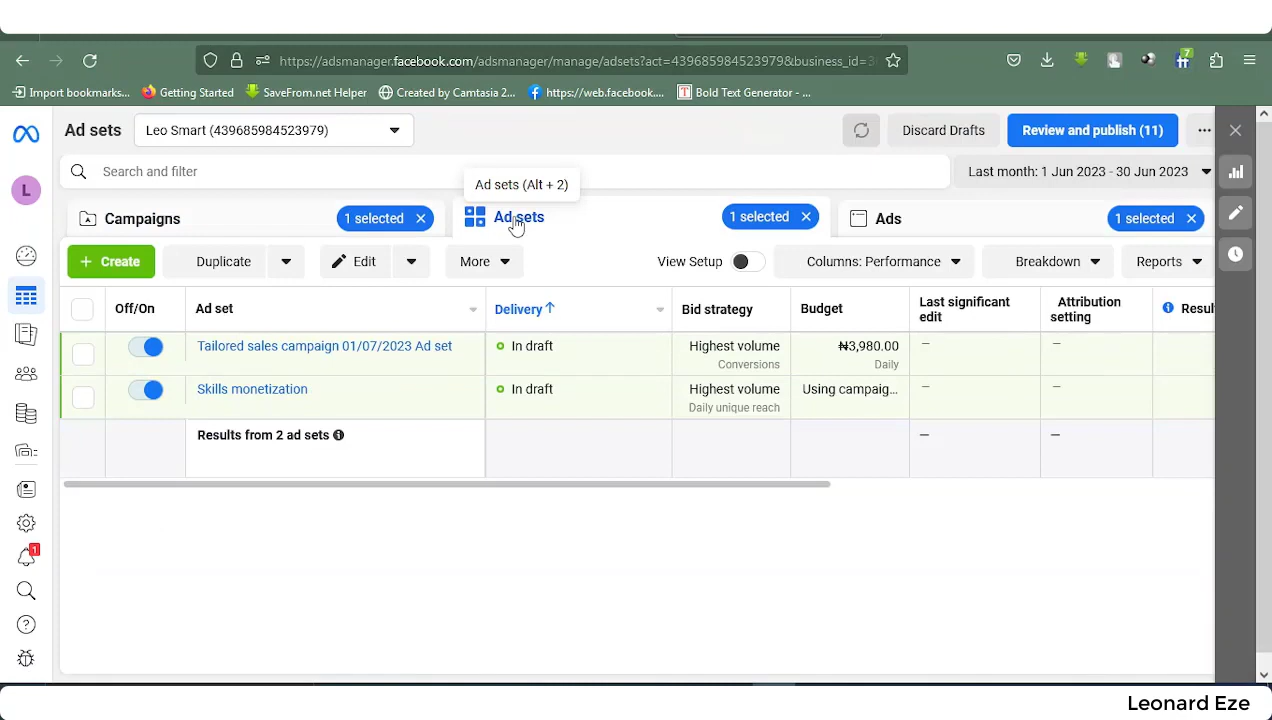 https://adsmanager.facebook.com/adsmanager/manage/adsets?act=439685984523979&business_id=3
7
Import bookmarks...
Getting Started
SaveFrom.net Helper
Created by Camtasia 2...
https://web.facebook....
Bold Text Generator - ...
Ad sets
Leo Smart (439685984523979)
Discard Drafts
Review and publish (11)
L
Search and filter
Last month: 1 Jun 2023 - 30 Jun 2023
Ad sets (Alt + 2)
Campaigns
1 selected
Ad sets
1 selected
Ads
1 selected
Create
Duplicate
Edit
More
View Setup
Columns: Performance
Breakdown
Reports
Off/On
Ad set
Delivery
Bid strategy
Budget
Last significant
edit
Attribution
setting
Resul
Tailored sales campaign 01/07/2023 Ad set
In draft
Highest volume
Conversions
₦3,980.00
Daily
—
—
Skills monetization
In draft
Highest volume
Daily unique reach
Using campaig...
—
—
Results from 2 ad sets
—
—
1
Leonard Eze